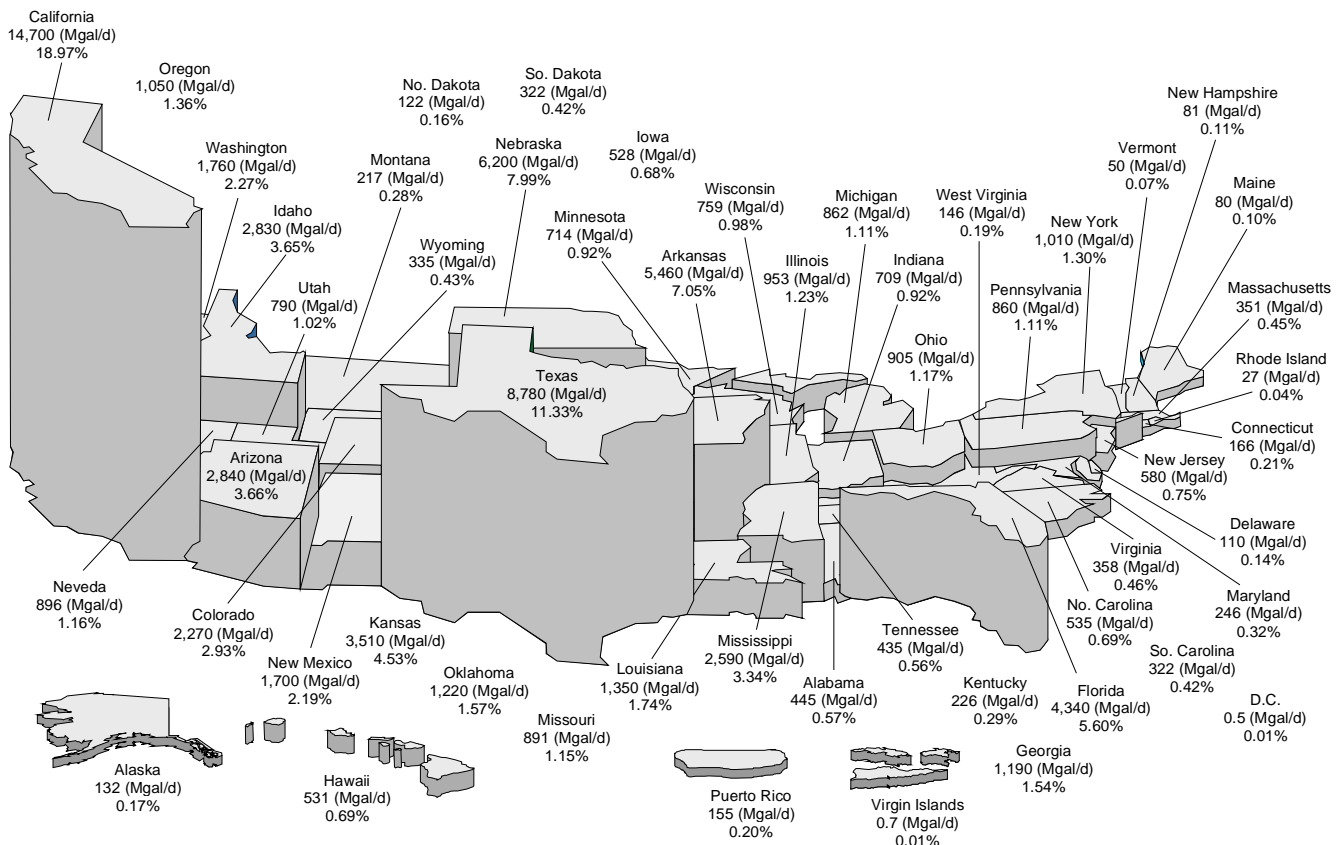 California
14,700 (Mgal/d)
18.97%
Oregon
1,050 (Mgal/d)
1.36%
No. Dakota
122 (Mgal/d)
0.16%
So. Dakota
322 (Mgal/d)
0.42%
New Hampshire
81 (Mgal/d)
0.11%
Washington
1,760 (Mgal/d)
2.27%
Montana
217 (Mgal/d)
0.28%
Nebraska
6,200 (Mgal/d)
7.99%
Iowa
528 (Mgal/d)
0.68%
Vermont
50 (Mgal/d)
0.07%
Idaho
2,830 (Mgal/d)
3.65%
Wyoming
335 (Mgal/d)
0.43%
Minnesota
714 (Mgal/d)
0.92%
Wisconsin
759 (Mgal/d)
0.98%
Michigan
862 (Mgal/d)
1.11%
West Virginia
146 (Mgal/d)
0.19%
New York
1,010 (Mgal/d)
1.30%
Maine
80 (Mgal/d)
0.10%
Utah
790 (Mgal/d)
1.02%
Arkansas
5,460 (Mgal/d)
7.05%
Illinois
953 (Mgal/d)
1.23%
Indiana
709 (Mgal/d)
0.92%
Pennsylvania
860 (Mgal/d)
1.11%
Massachusetts
351 (Mgal/d)
0.45%
Ohio
905 (Mgal/d)
1.17%
Rhode Island
27 (Mgal/d)
0.04%
Texas
8,780 (Mgal/d)
11.33%
Connecticut
166 (Mgal/d)
0.21%
Arizona
2,840 (Mgal/d)
3.66%
New Jersey
580 (Mgal/d)
0.75%
Delaware
110 (Mgal/d)
0.14%
Virginia
358 (Mgal/d)
0.46%
Maryland
246 (Mgal/d)
0.32%
Neveda
896 (Mgal/d)
1.16%
Colorado
2,270 (Mgal/d)
2.93%
Kansas
3,510 (Mgal/d)
4.53%
Mississippi
2,590 (Mgal/d)
3.34%
Tennessee
435 (Mgal/d)
0.56%
No. Carolina
535 (Mgal/d)
0.69%
So. Carolina
322 (Mgal/d)
0.42%
New Mexico
1,700 (Mgal/d)
2.19%
Oklahoma
1,220 (Mgal/d)
1.57%
Louisiana
1,350 (Mgal/d)
1.74%
Alabama
445 (Mgal/d)
0.57%
Kentucky
226 (Mgal/d)
0.29%
Florida
4,340 (Mgal/d)
5.60%
D.C.
0.5 (Mgal/d)
0.01%
Missouri
891 (Mgal/d)
1.15%
Georgia
1,190 (Mgal/d)
1.54%
Alaska
132 (Mgal/d)
0.17%
Hawaii
531 (Mgal/d)
0.69%
Puerto Rico
155 (Mgal/d)
0.20%
Virgin Islands
0.7 (Mgal/d)
0.01%